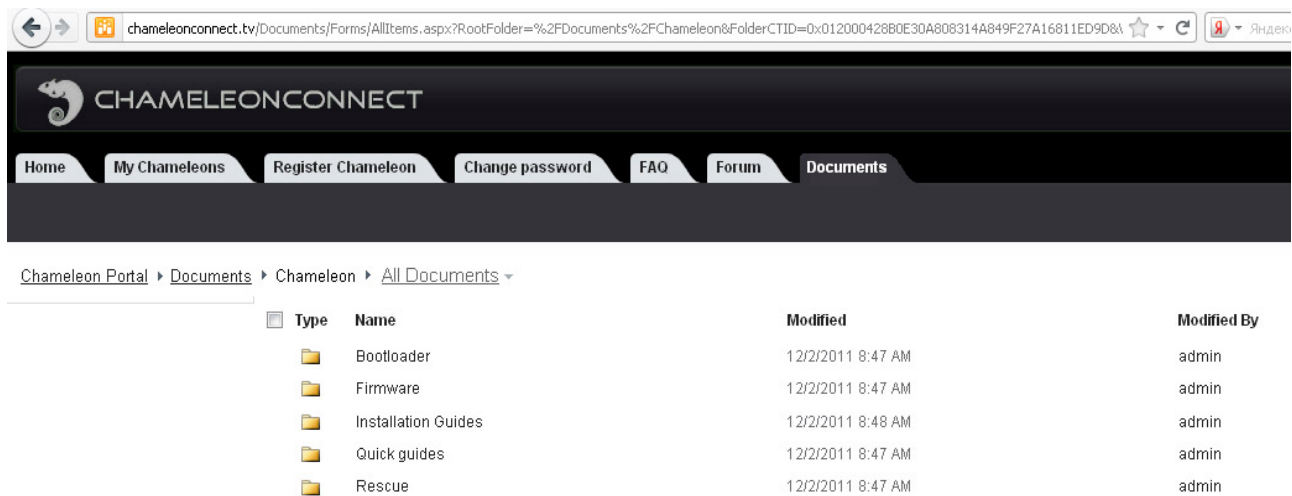 chameleonconnect.tv/Documents/Forms/AllItems.aspx?RootFolder=%2FDocuments%2FChameleon&FolderCTID=0x012000428B0E30A808314A849F27A16811ED9D8&\ Я Яндекс
CHAMELEONCONNECT
Home My Chameleons Register Chameleon Change password FAQ Forum Documents
Chameleon Portal Documents Chameleon All Documents
Type Name Modified Modified By
Bootloader 12/2/2011 8:47 AM admin
Firmware 12/2/2011 8:47 AM admin
Installation Guides 12/2/2011 8:48 AM admin
Quick guides 12/2/2011 8:47 AM admin
Rescue 12/2/2011 8:47 AM admin